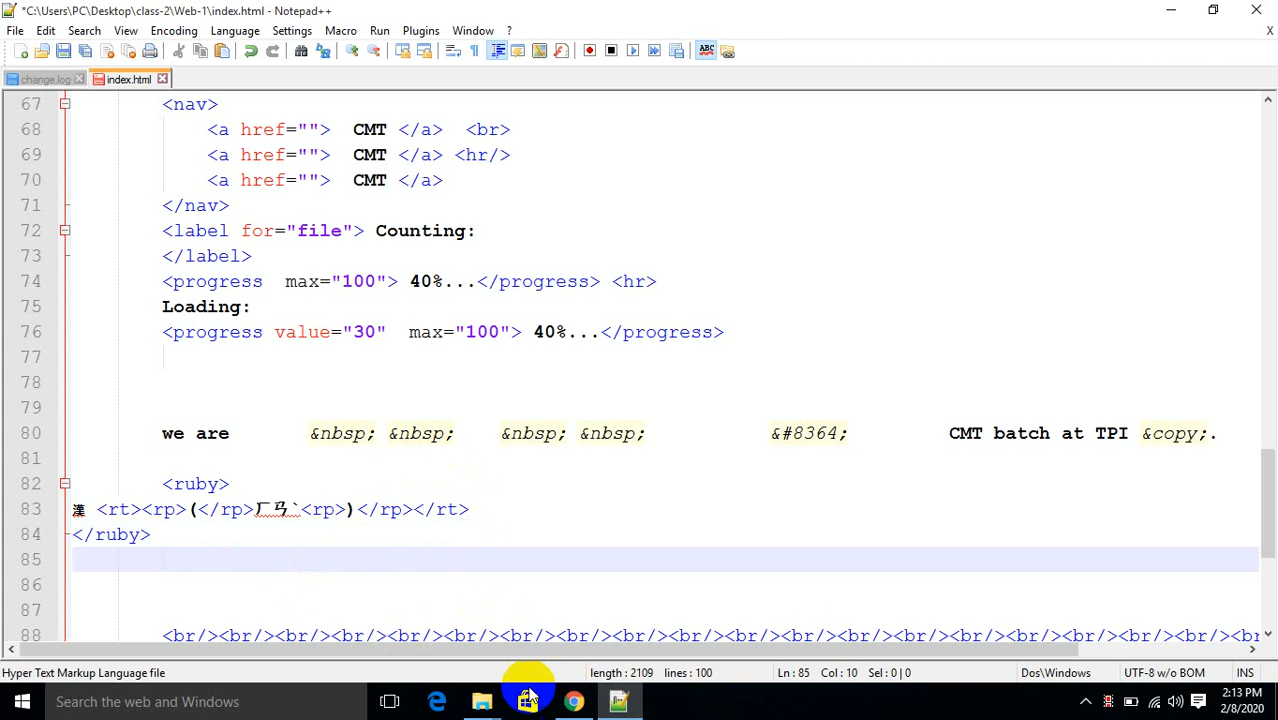 *C:\Users\PC\Desktop\class-2\Web-1\index.html - Notepad++
File Edit Search View Encoding Language Settings Macro Run Plugins Window ? X
change.log index.html
67 <nav>
68 <a href=""> CMT </a> <br>
69 <a href=""> CMT </a> <hr/>
70 <a href=""> CMT </a>
71 </nav>
72 <label for="file"> Counting:
73 </label>
74 <progress max="100"> 40%...</progress> <hr>
75 Loading:
76 <progress value="30" max="100"> 40%...</progress>
77
78
79
80 we are &nbsp; &nbsp; &nbsp; &nbsp; &#8364; CMT batch at TPI &copy;.
81
82 <ruby>
83 漢 <rt><rp>(</rp>ㄏㄢˋ<rp>)</rp></rt>
84 </ruby>
85
86
87
88 <br/><br/><br/><br/><br/><br/><br/><br/><br/><br/><br/><br/><br/><br/><br/><br/><br/><br/><br/><br
Hyper Text Markup Language file length : 2109 lines : 100 Ln : 85 Col : 10 Sel : 0 | 0 Dos\Windows UTF-8 w/o BOM INS
Search the web and Windows 2:13 PM
2/8/2020